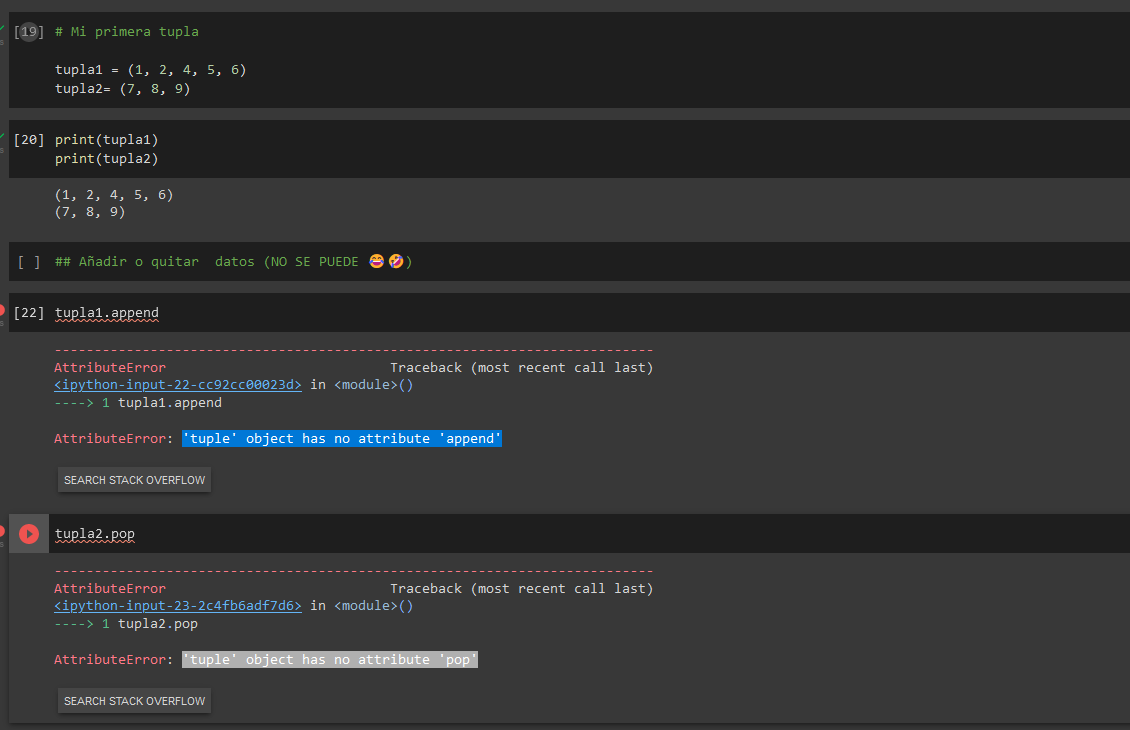 [19] # Mi primera tupla
tupla1 = (1, 2, 4, 5, 6)
tupla2= (7, 8, 9)
[20] print(tupla1)
print(tupla2)
(1, 2, 4, 5, 6)
(7, 8, 9)
[ ] ## Añadir o quitar  datos (NO SE PUEDE 😂🤣)
[22] tupla1.append
---------------------------------------------------------------------------
AttributeError                            Traceback (most recent call last)
<ipython-input-22-cc92cc00023d> in <module>()
----> 1 tupla1.append
AttributeError: 'tuple' object has no attribute 'append'
SEARCH STACK OVERFLOW
tupla2.pop
---------------------------------------------------------------------------
AttributeError                            Traceback (most recent call last)
<ipython-input-23-2c4fb6adf7d6> in <module>()
----> 1 tupla2.pop
AttributeError: 'tuple' object has no attribute 'pop'
SEARCH STACK OVERFLOW